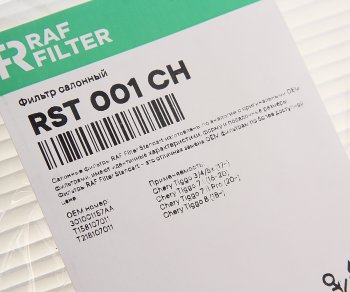 RAF
FILTER
Фильтр салонный
RST 001 CH
Салонные фильтры RAF Filter Standart изготовлены по аналогии с оригинальными OEM
фильтрами, имеют идентичные характеристики, форму и посадочные размеры
Фильтр RAF Filter Standart - это отличная замена OEM фильтрам по более доступной
цене
OEM номер:
301001157AA
T158107011
T218107011
Применяемость:
Chery Tiggo 3|4|5x (17-)
Chery Tiggo 7 I (16-20)
Chery Tiggo 7 I Pro (20-)
Chery Tiggo 8 (18-)